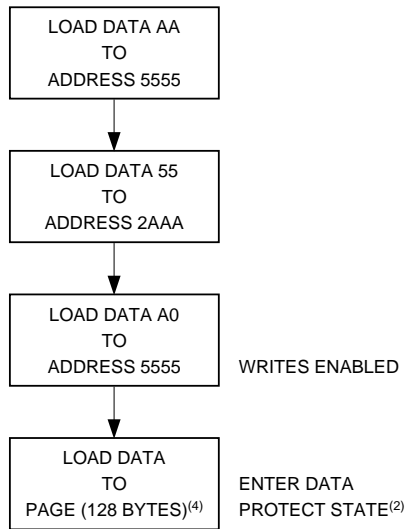 LOAD DATA AA
TO
ADDRESS 5555
LOAD DATA 55
TO
ADDRESS 2AAA
LOAD DATA A0
TO
ADDRESS 5555
WRITES ENABLED
LOAD DATA
TO
PAGE (128 BYTES)(4)
ENTER DATA
PROTECT STATE(2)